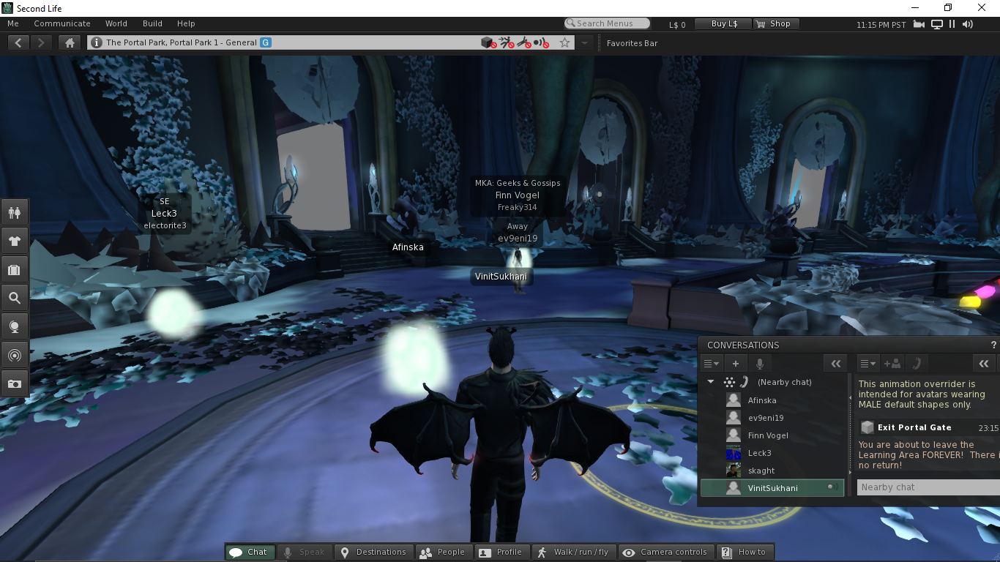 Second Life
Me Communicate World Build Help
Search Menus
L$ 0
Buy L$
Shop
11:15 PM PST
The Portal Park, Portal Park 1 - General G
Favorites Bar
MKA: Geeks & Gossips
Finn Vogel
Freaky314
SE
Leck3
electorite3
Away
ev9eni19
Afinska
VinitSukhani
CONVERSATIONS
?
(Nearby chat)
Afinska
ev9eni19
Finn Vogel
Leck3
skaght
VinitSukhani
This animation overrider is
intended for avatars wearing
MALE default shapes only.
Exit Portal Gate 23:15
You are about to leave the
Learning Area FOREVER! There i
no return!
Nearby chat
Chat Speak Destinations People Profile Walk / run / fly Camera controls How to